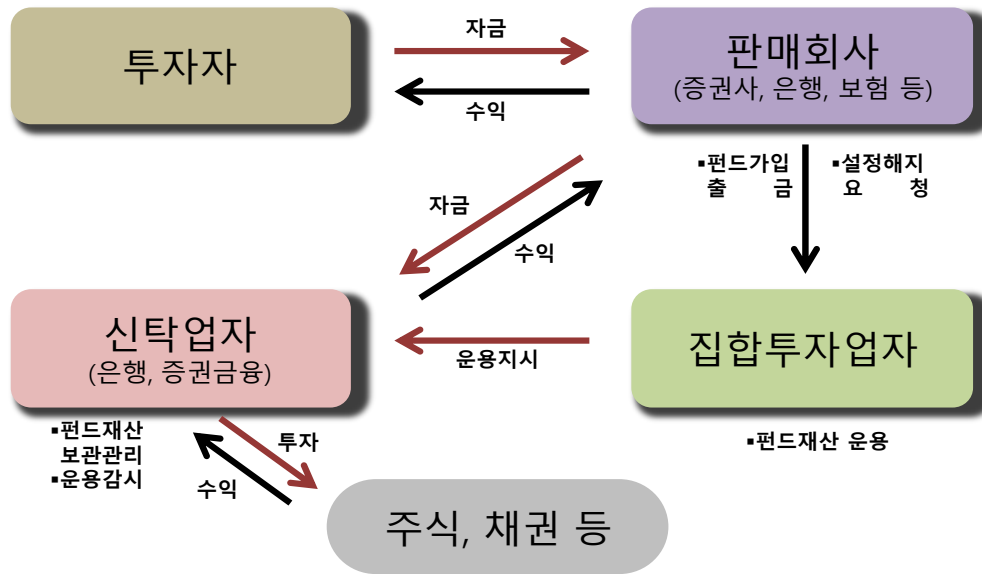 자금
투자자
판매회사
(증권사, 은행, 보험 등)
수익
▪펀드가입
출 금
▪설정해지
요 청
자금
수익
신탁업자
(은행, 증권금융)
집합투자업자
운용지시
▪펀드재산
보관관리
▪운용감시
투자
수익
▪펀드재산 운용
주식, 채권 등